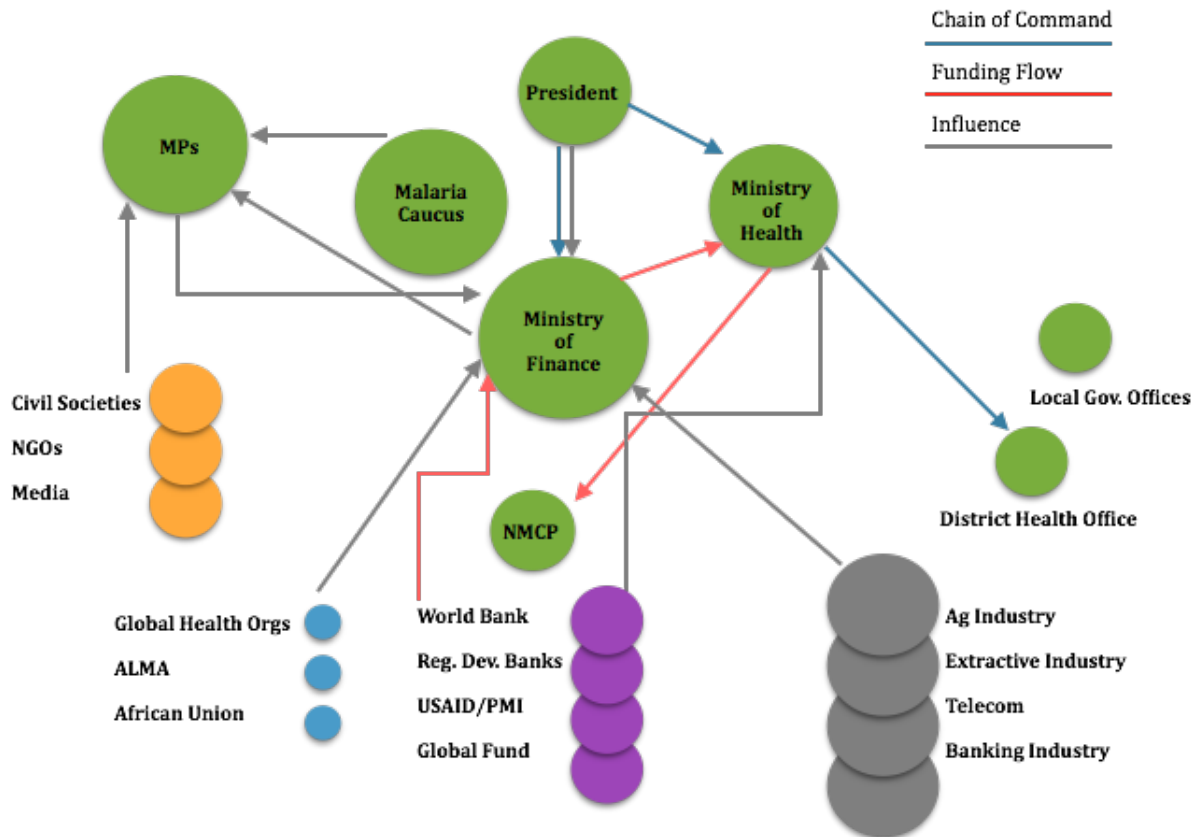 Chain of Command
Funding Flow
Influence
President
MPs
Malaria
Caucus
Ministry
of
Health
Ministry
of
Finance
Local Gov. Offices
Civil Societies
NGOs
Media
District Health Office
NMCP
Global Health Orgs
ALMA
African Union
World Bank
Reg. Dev. Banks
USAID/PMI
Global Fund
Ag Industry
Extractive Industry
Telecom
Banking Industry